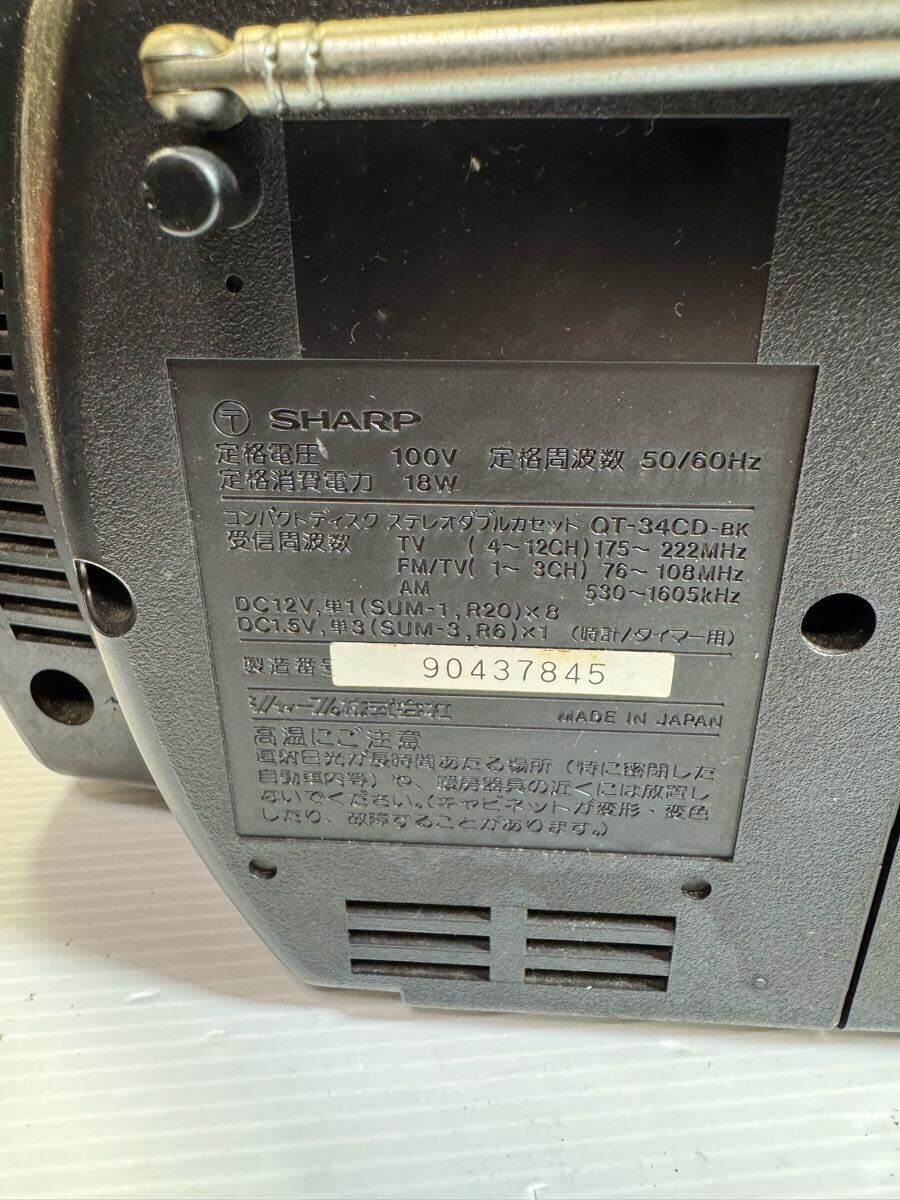 〒 SHARP
定格電圧 100V 定格周波数 50/60Hz
定格消費電力 18W
コンパクトディスク ステレオダブルカセット QT-34CD-BK
受信周波数 TV (4～12CH) 175～222MHz
FM/TV(1～3CH) 76～108MHz
AM 530～1605kHz
DC12V,単1(SUM-1,R20)×8
DC1.5V,単3(SUM-3,R6)×1 (時計/タイマー用)
製造番号 90437845
シャープ株式会社 MADE IN JAPAN
高温にご注意
直射日光が長時間あたる場所(特に密閉した
自動車内等)や、暖房器具の近くには放置し
ないでください。(キャビネットが変形・変色
したり、故障することがあります。)